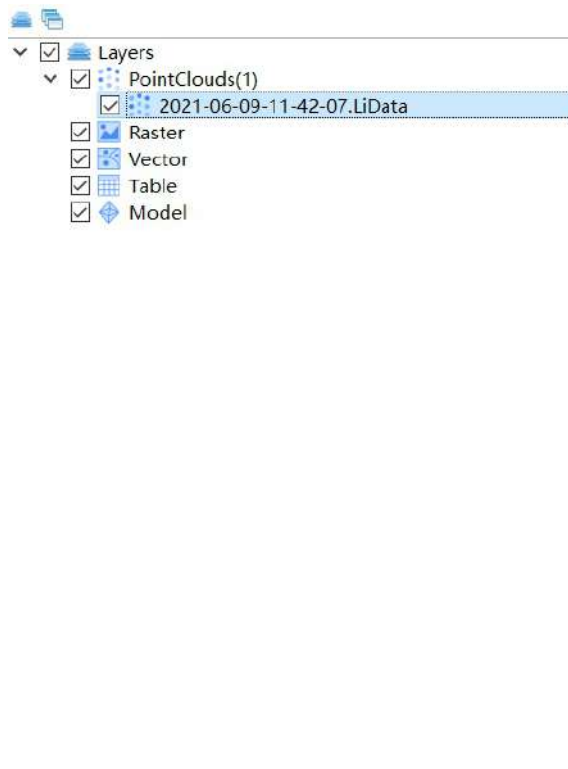 Layers
PointClouds(1)
2021-06-09-11-42-07.LiData
Raster
Vector
Table
Model